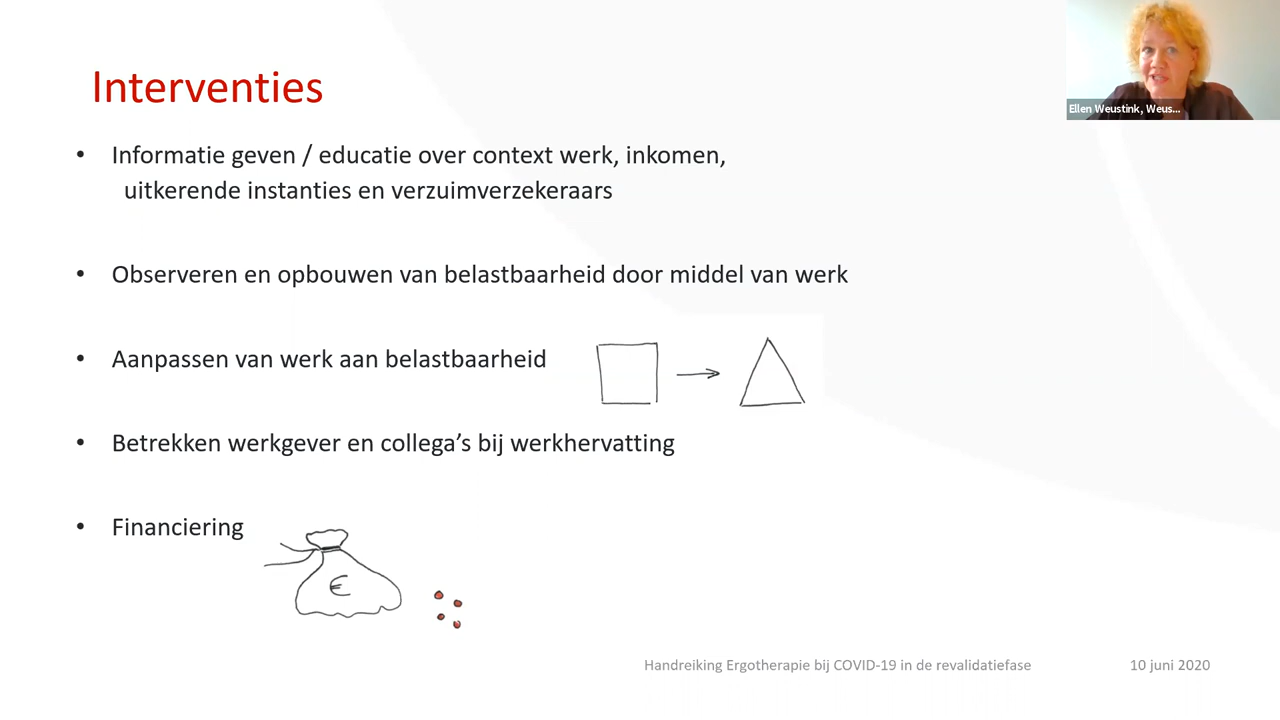 Interventies
Ellen Weustink, Weus...
• Informatie geven / educatie over context werk, inkomen,
uitkerende instanties en verzuimverzekeraars
• Observeren en opbouwen van belastbaarheid door middel van werk
• Aanpassen van werk aan belastbaarheid
• Betrekken werkgever en collega’s bij werkhervatting
• Financiering
€
Handreiking Ergotherapie bij COVID-19 in de revalidatiefase
10 juni 2020